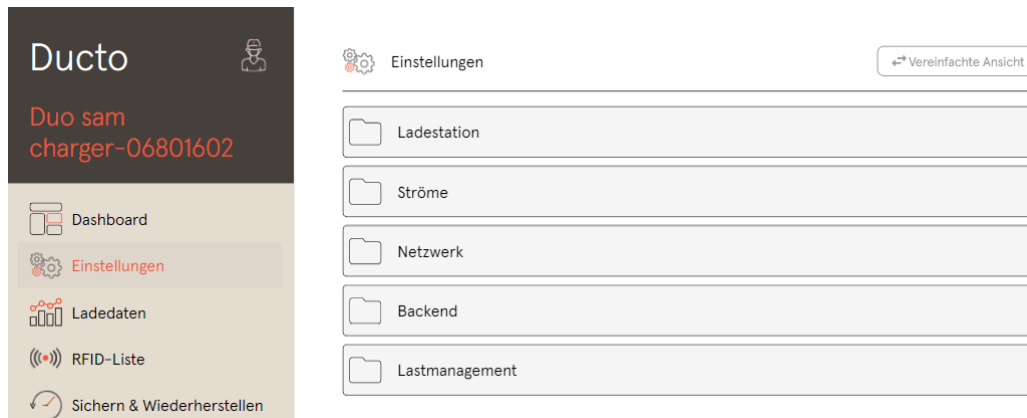 Ducto
Duo sam
charger-06801602
Dashboard
Einstellungen
Ladedaten
RFID-Liste
Sichern & Wiederherstellen
Einstellungen
Vereinfachte Ansicht
Ladestation
Ströme
Netzwerk
Backend
Lastmanagement